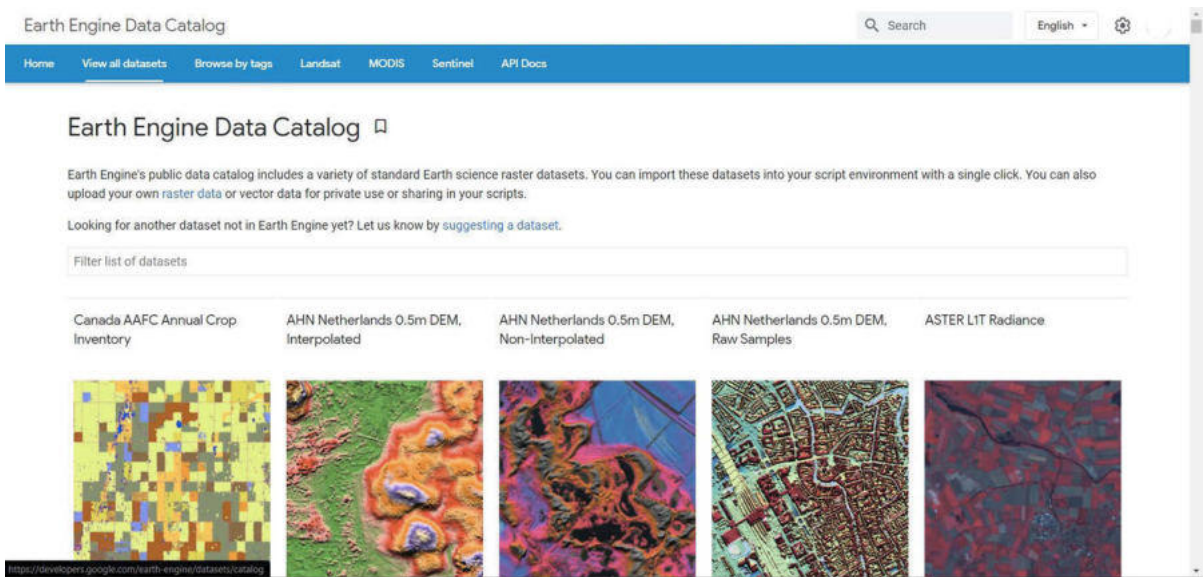 Earth Engine Data Catalog
Search
English
Home View all datasets Browse by tags Landsat MODIS Sentinel API Docs
Earth Engine Data Catalog
Earth Engine's public data catalog includes a variety of standard Earth science raster datasets. You can import these datasets into your script environment with a single click. You can also
upload your own raster data or vector data for private use or sharing in your scripts.
Looking for another dataset not in Earth Engine yet? Let us know by suggesting a dataset.
Filter list of datasets
Canada AAFC Annual Crop
Inventory
AHN Netherlands 0.5m DEM,
Interpolated
AHN Netherlands 0.5m DEM,
Non-Interpolated
AHN Netherlands 0.5m DEM,
Raw Samples
ASTER L1T Radiance
https://developers.google.com/earth-engine/datasets/catalog